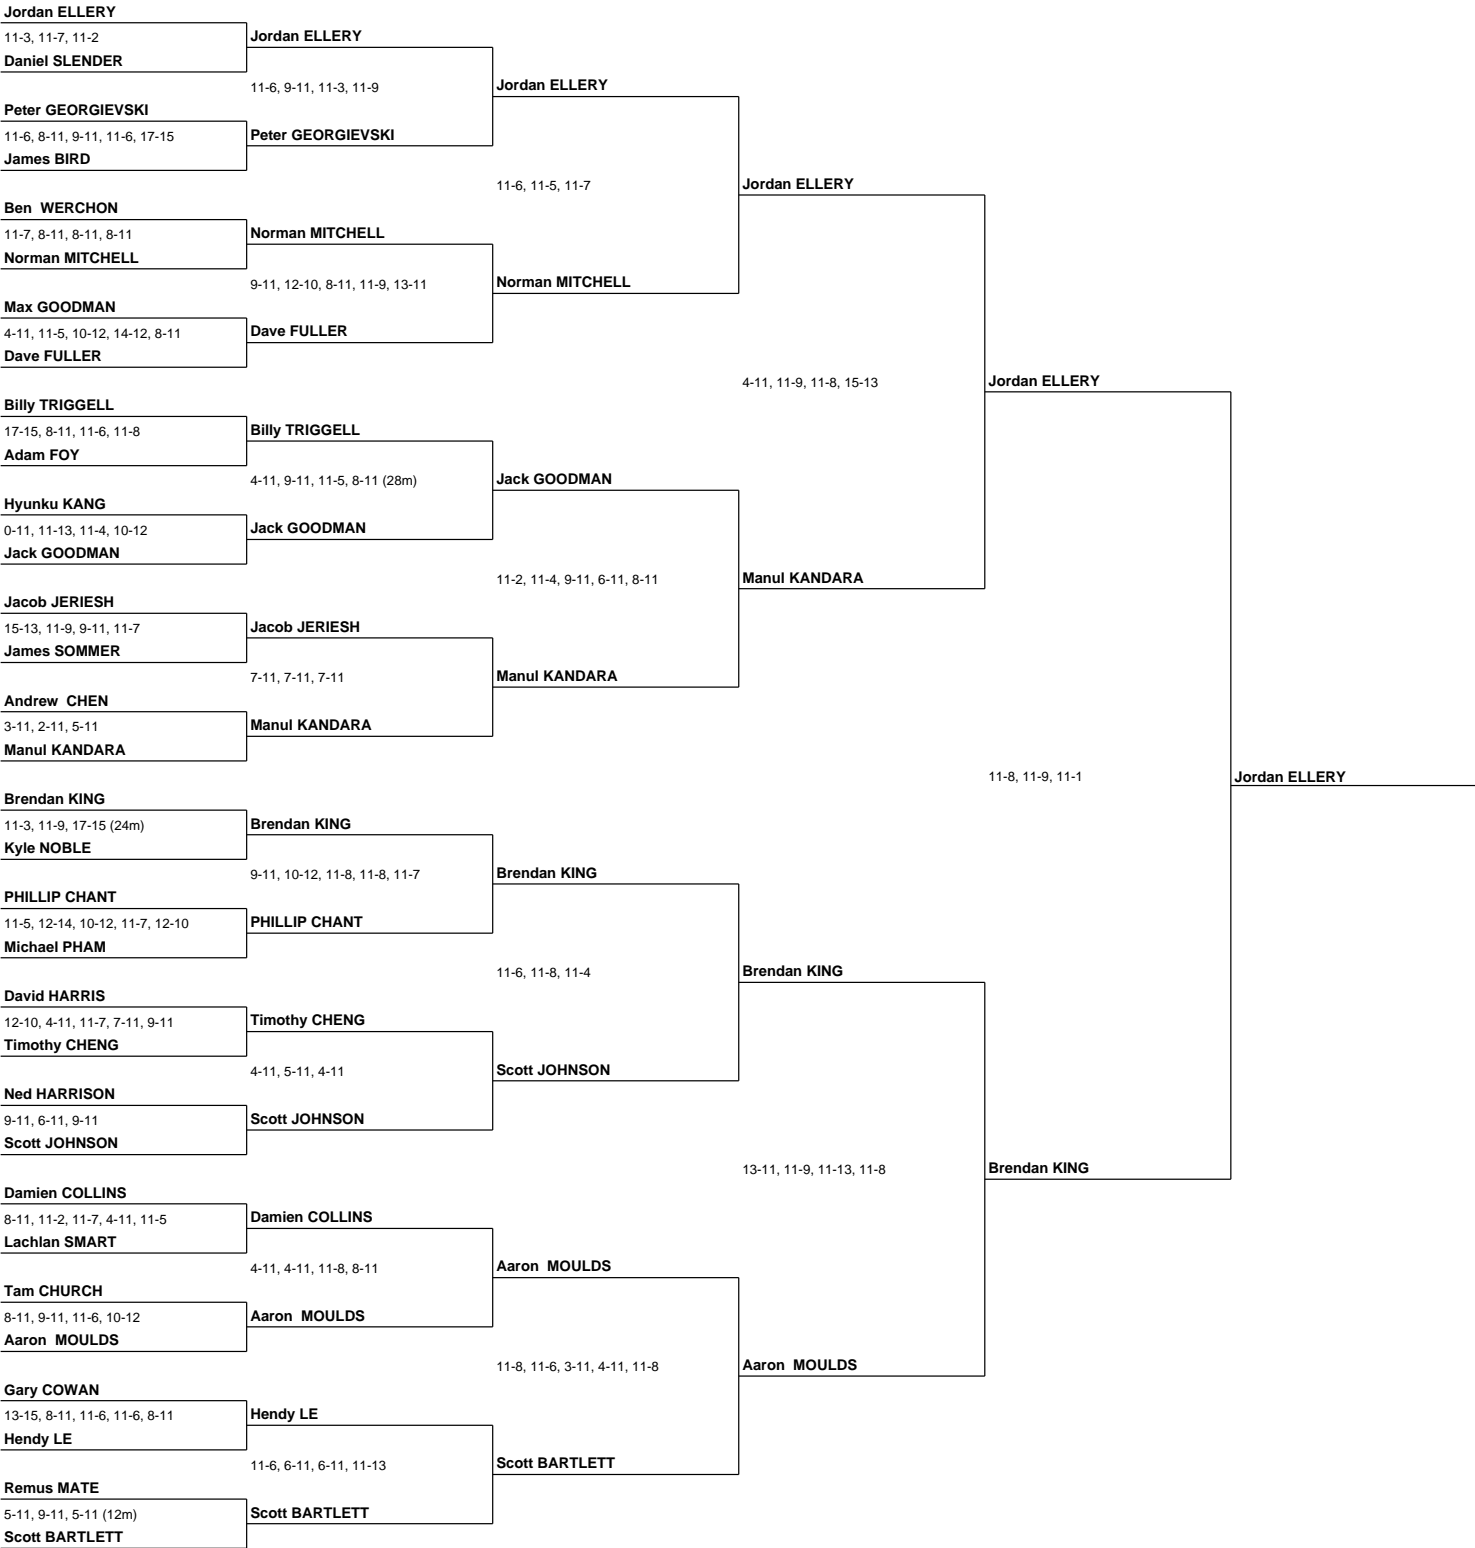 Jordan ELLERY
11-3, 11-7, 11-2
Daniel SLENDER
Peter GEORGIEVSKI
11-6, 8-11, 9-11, 11-6, 17-15
James BIRD
Ben  WERCHON
11-7, 8-11, 8-11, 8-11
Norman MITCHELL
Max GOODMAN
4-11, 11-5, 10-12, 14-12, 8-11
Dave FULLER
Billy TRIGGELL
17-15, 8-11, 11-6, 11-8
Adam FOY
Hyunku KANG
0-11, 11-13, 11-4, 10-12
Jack GOODMAN
Jacob JERIESH
15-13, 11-9, 9-11, 11-7
James SOMMER
Andrew  CHEN
3-11, 2-11, 5-11
Manul KANDARA
Brendan KING
11-3, 11-9, 17-15 (24m)
Kyle NOBLE
PHILLIP CHANT
11-5, 12-14, 10-12, 11-7, 12-10
Michael PHAM
David HARRIS
12-10, 4-11, 11-7, 7-11, 9-11
Timothy CHENG
Ned HARRISON
9-11, 6-11, 9-11
Scott JOHNSON
Damien COLLINS
8-11, 11-2, 11-7, 4-11, 11-5
Lachlan SMART
Tam CHURCH
8-11, 9-11, 11-6, 10-12
Aaron  MOULDS
Gary COWAN
13-15, 8-11, 11-6, 11-6, 8-11
Hendy LE
Remus MATE
5-11, 9-11, 5-11 (12m)
Scott BARTLETT
Jordan ELLERY
11-6, 9-11, 11-3, 11-9
Peter GEORGIEVSKI
Norman MITCHELL
9-11, 12-10, 8-11, 11-9, 13-11
Dave FULLER
Billy TRIGGELL
4-11, 9-11, 11-5, 8-11 (28m)
Jack GOODMAN
Jacob JERIESH
7-11, 7-11, 7-11
Manul KANDARA
Brendan KING
9-11, 10-12, 11-8, 11-8, 11-7
PHILLIP CHANT
Timothy CHENG
4-11, 5-11, 4-11
Scott JOHNSON
Damien COLLINS
4-11, 4-11, 11-8, 8-11
Aaron  MOULDS
Hendy LE
11-6, 6-11, 6-11, 11-13
Scott BARTLETT
Jordan ELLERY
11-6, 11-5, 11-7
Norman MITCHELL
Jack GOODMAN
11-2, 11-4, 9-11, 6-11, 8-11
Manul KANDARA
Brendan KING
11-6, 11-8, 11-4
Scott JOHNSON
Aaron  MOULDS
11-8, 11-6, 3-11, 4-11, 11-8
Scott BARTLETT
Jordan ELLERY
4-11, 11-9, 11-8, 15-13
Manul KANDARA
Brendan KING
13-11, 11-9, 11-13, 11-8
Aaron  MOULDS
Jordan ELLERY
11-8, 11-9, 11-1
Brendan KING
Jordan ELLERY